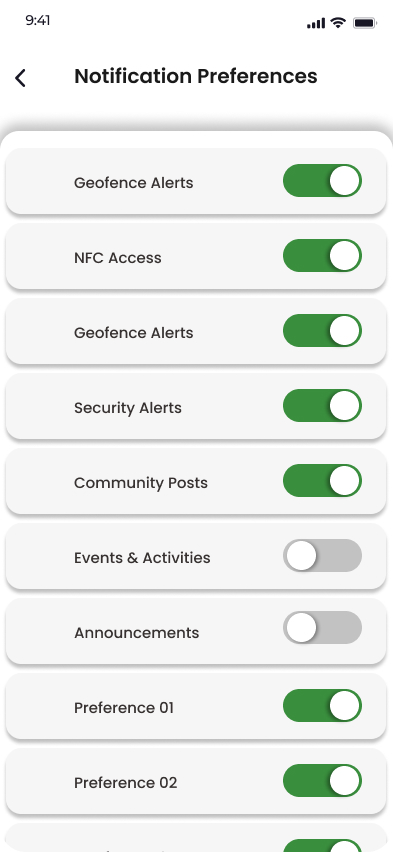 9:41
Notification Preferences
Geofence Alerts
NFC Access
Geofence Alerts
Security Alerts
Community Posts
Events & Activities
Announcements
Preference 01
Preference 02